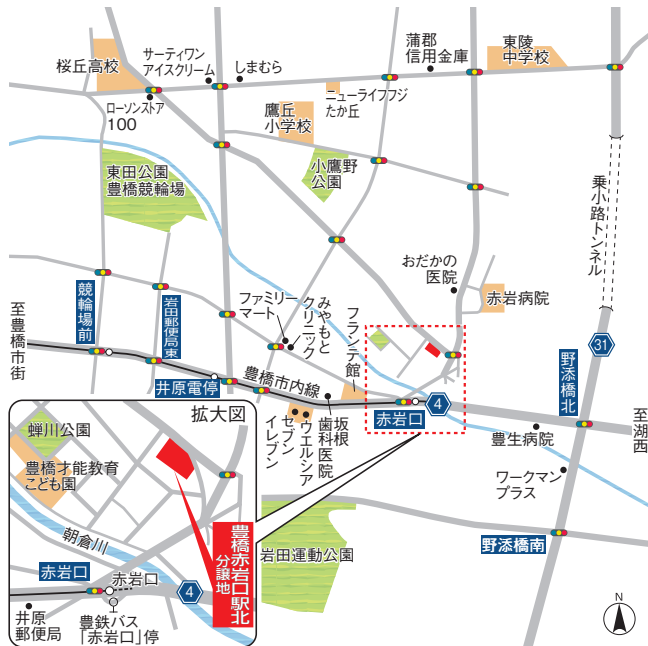 桜丘高校
サーティワン
アイスクリーム
しまむら
蒲郡
信用金庫
東陵
中学校
ローソンストア
100
ニューライフフジ
たか丘
鷹丘
小学校
東田公園
豊橋競輪場
小鷹野
公園
乗小路トンネル
おだかの
医院
赤岩病院
至豊橋市街
競輪場前
岩田郵便局東
ファミリー
マート
みやもと
クリニック
フランテ館
31
野添橋北
井原電停
豊橋市内線
赤岩口
4
至湖西
セブン
イレブン
ウェルシア
坂根
歯科医院
豊生病院
ワークマン
プラス
野添橋南
岩田運動公園
拡大図
蝉川公園
豊橋才能教育
こども園
朝倉川
赤岩口
赤岩口
4
豊橋赤岩口駅北
分譲地
井原
郵便局
豊鉄バス
「赤岩口」停
N